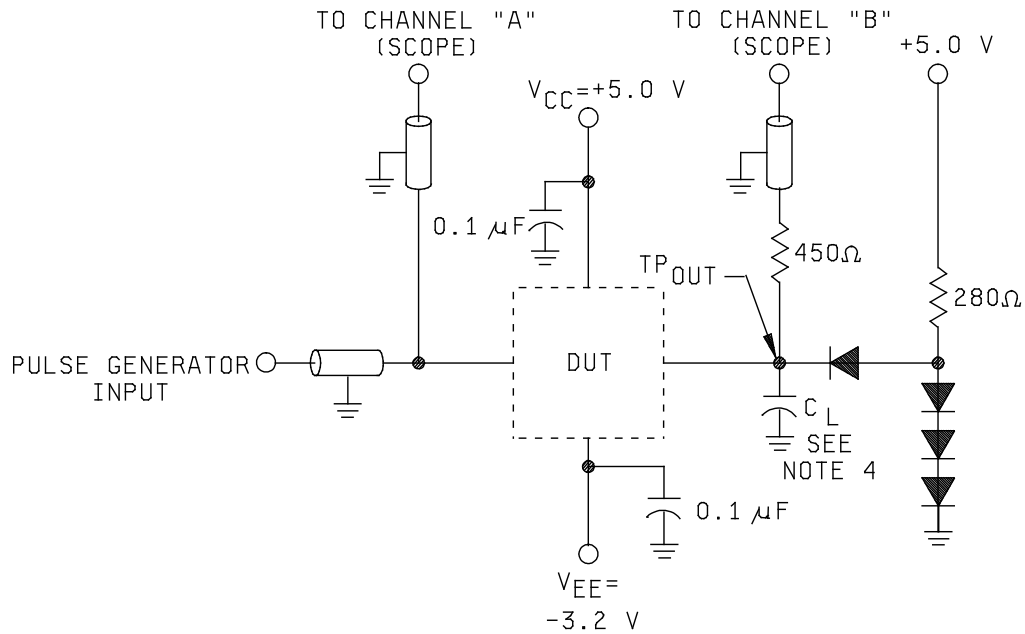 TO CHANNEL "A"
(SCOPE)
TO CHANNEL "B"
(SCOPE)
+5.0 V
VCC=+5.0 V
0.1 μF
450Ω
TPOUT
280Ω
PULSE GENERATOR
INPUT
DUT
CL
SEE
NOTE 4
0.1 μF
VEE=
-3.2 V